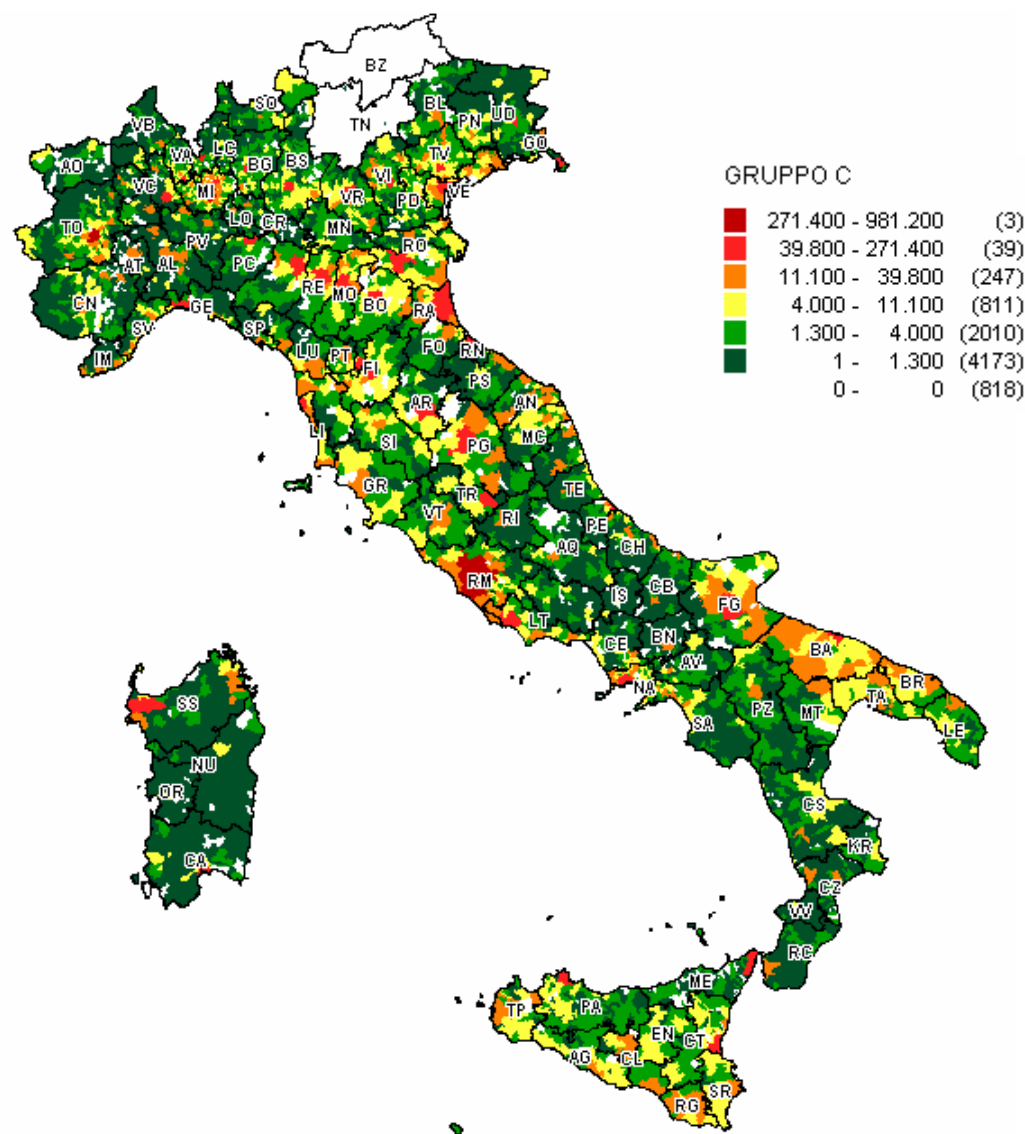 BZ
SO
TN
BL
UD
PN
VB
AO
VA
LC
BG
BS
TV
GO
VC
MI
VI
VE
VR
PD
TO
LO
CR
MN
RO
PV
AT
AL
PC
RE
MO
BO
RA
CN
GE
SV
SP
FO
RN
IM
LU
PT
FI
PS
AR
AN
LI
MC
SI
PG
GR
TR
TE
VT
RI
PE
AQ
CH
RM
IS
CB
FG
LT
CE
BN
BA
AV
NA
BR
TA
PZ
MT
SA
LE
SS
NU
CS
OR
KR
CA
CZ
VV
RC
ME
TP
PA
EN
CT
AG
CL
SR
RG
GRUPPO C
271.400 - 981.200 (3)
39.800 - 271.400 (39)
11.100 - 39.800 (247)
4.000 - 11.100 (811)
1.300 - 4.000 (2010)
1 - 1.300 (4173)
0 - 0 (818)